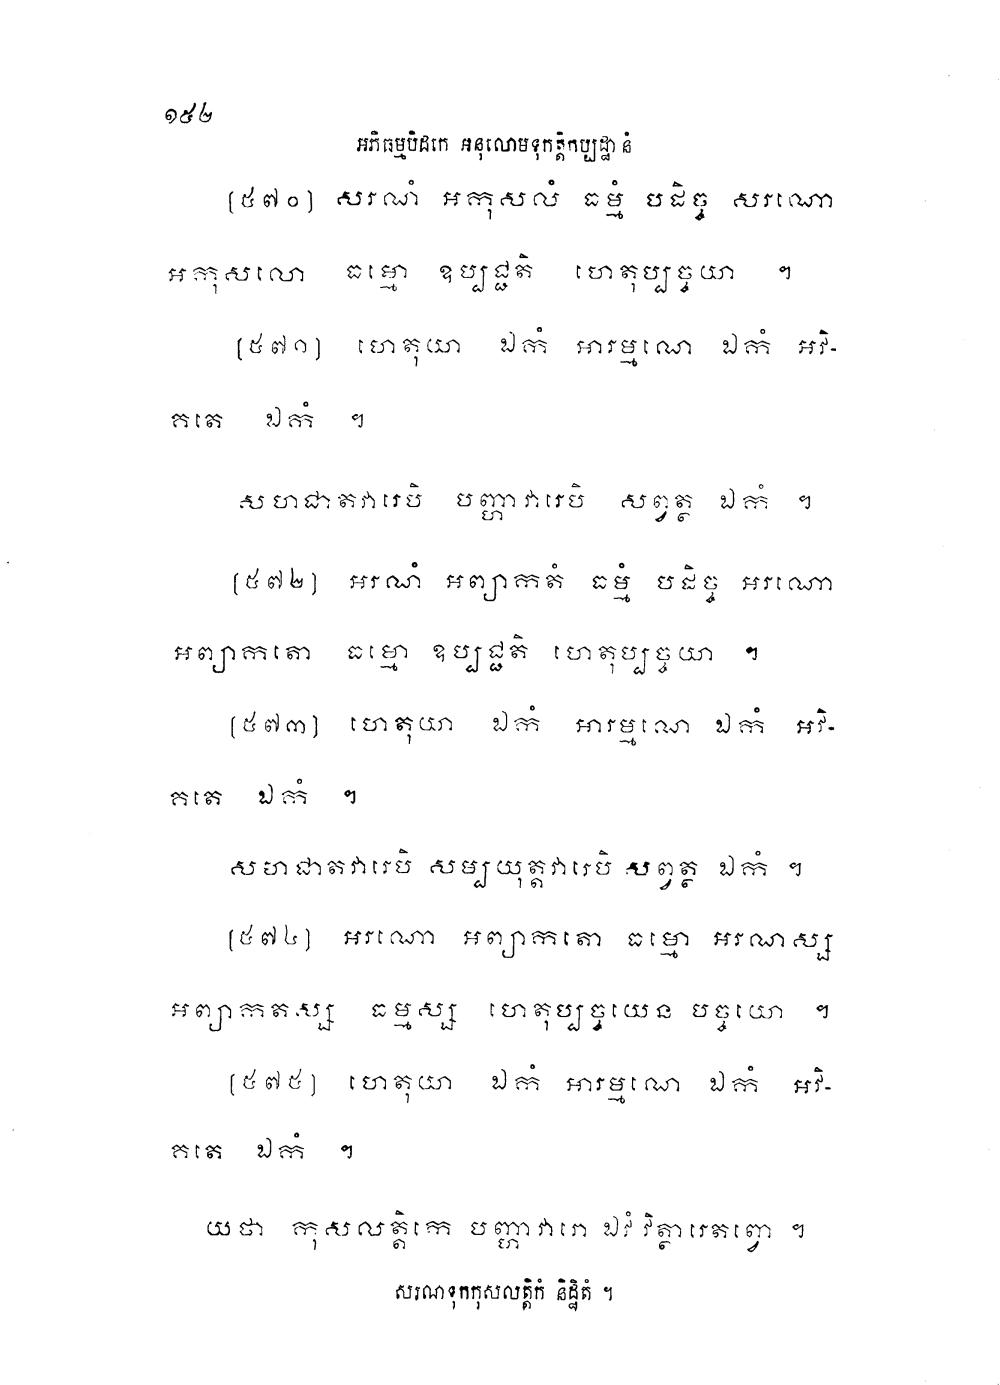 ១៥២
អភិធម្មបិដកេ អនុលោមទុកត្តិកប្បដ្ឋានំ
[៥៧០] សរណំ អកុសលំ ធម្មំ បដិច្ច សរណោ
អកុសលោ ធម្មោ ឧប្បជ្ជតិ ហេតុប្បច្ចយា ។
[៥៧១] ហេតុយា ឯកំ អារម្មណេ ឯកំ អវិ-
គតេ ឯកំ ។
សហជាតវារេបិ បញ្ហាវារេបិ សព្វត្ថ ឯកំ ។
[៥៧២] អរណំ អព្យាកតំ ធម្មំ បដិច្ច អរណោ
អព្យាកតោ ធម្មោ ឧប្បជ្ជតិ ហេតុប្បច្ចយា ។
[៥៧៣] ហេតុយា ឯកំ អារម្មណេ ឯកំ អវិ-
គតេ ឯកំ ។
សហជាតវារេបិ សម្បយុត្តវារេបិ សព្វត្ថ ឯកំ ។
[៥៧៤] អរណោ អព្យាកតោ ធម្មោ អរណស្ស
អព្យាកតស្ស ធម្មស្ស ហេតុប្បច្ចយេន បច្ចយោ ។
[៥៧៥] ហេតុយា ឯកំ អារម្មណេ ឯកំ អវិ-
គតេ ឯកំ ។
យថា កុសលត្តិកេ បញ្ហាវារោ ឯវំ វិត្ថារេតព្វោ ។
សរណទុកកុសលត្តិកំ និដ្ឋិតំ ។